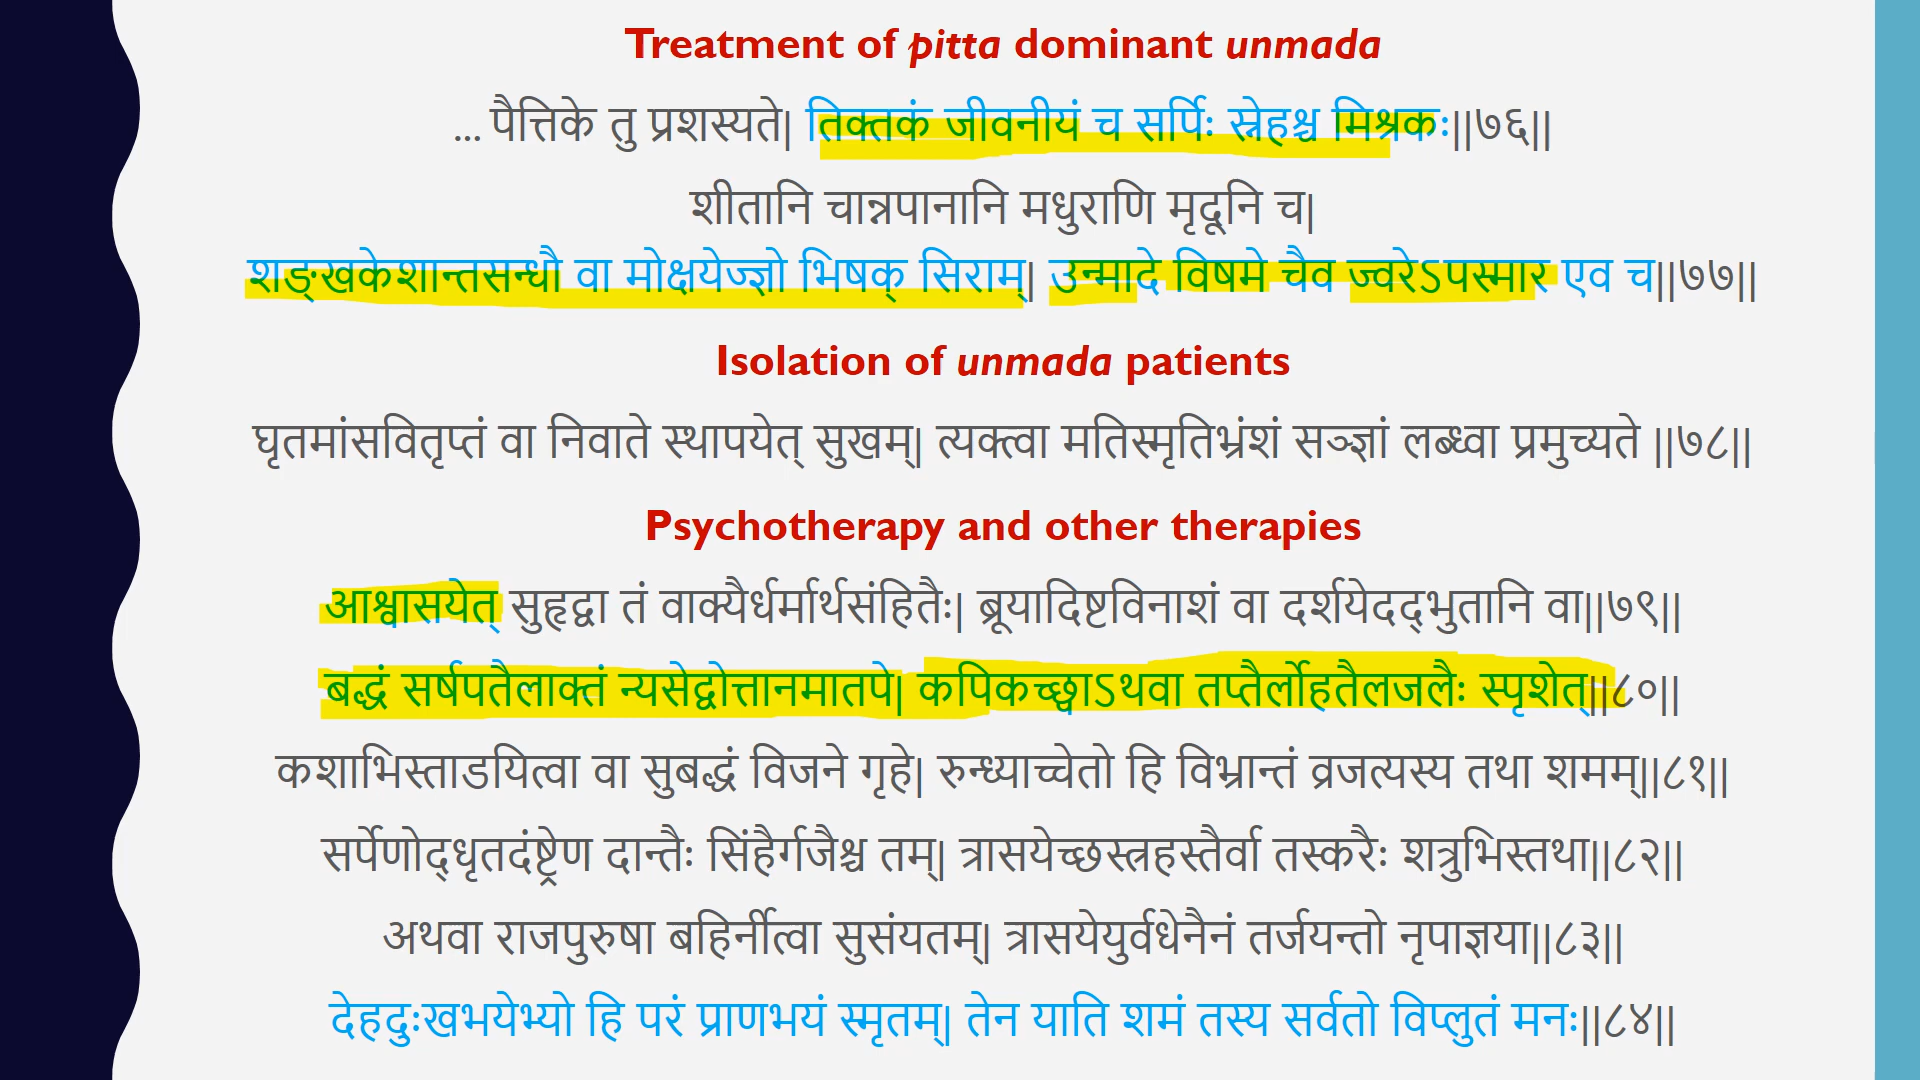 Treatment of pitta dominant unmada
... पैत्तिके तु प्रशस्यते| तिक्तकं जीवनीयं च सर्पिः स्नेहश्च मिश्रकः||७६||
शीतानि चान्नपानानि मधुराणि मृदूनि च|
शङ्खकेशान्तसन्धौ वा मोक्षयेज्ज्ञो भिषक् सिराम्| उन्मादे विषमे चैव ज्वरेऽपस्मार एव च||७७||
Isolation of unmada patients
घृतमांसवितृप्तं वा निवाते स्थापयेत् सुखम्| त्यक्त्वा मतिस्मृतिभ्रंशं सञ्ज्ञां लब्ध्वा प्रमुच्यते ||७८||
Psychotherapy and other therapies
आश्वासयेत् सुहृद्वा तं वाक्यैर्धर्मार्थसंहितैः| ब्रूयादिष्टविनाशं वा दर्शयेदद्भुतानि वा||७९||
बद्धं सर्षपतैलाक्तं न्यसेद्वोत्तानमातपे| कपिकच्छ्वाऽथवा तप्तैर्लोहतैलजलैः स्पृशेत्||८०||
कशाभिस्ताडयित्वा वा सुबद्धं विजने गृहे| रुन्ध्याच्चेतो हि विभ्रान्तं व्रजत्यस्य तथा शमम्||८१||
सर्पेणोद्धृतदंष्ट्रेण दान्तैः सिंहैर्गजैश्च तम्| त्रासयेच्छस्त्रहस्तैर्वा तस्करैः शत्रुभिस्तथा||८२||
अथवा राजपुरुषा बहिर्नीत्वा सुसंयतम्| त्रासयेयुर्वधेनैनं तर्जयन्तो नृपाज्ञया||८३||
देहदुःखभयेभ्यो हि परं प्राणभयं स्मृतम्| तेन याति शमं तस्य सर्वतो विप्लुतं मनः||८४||